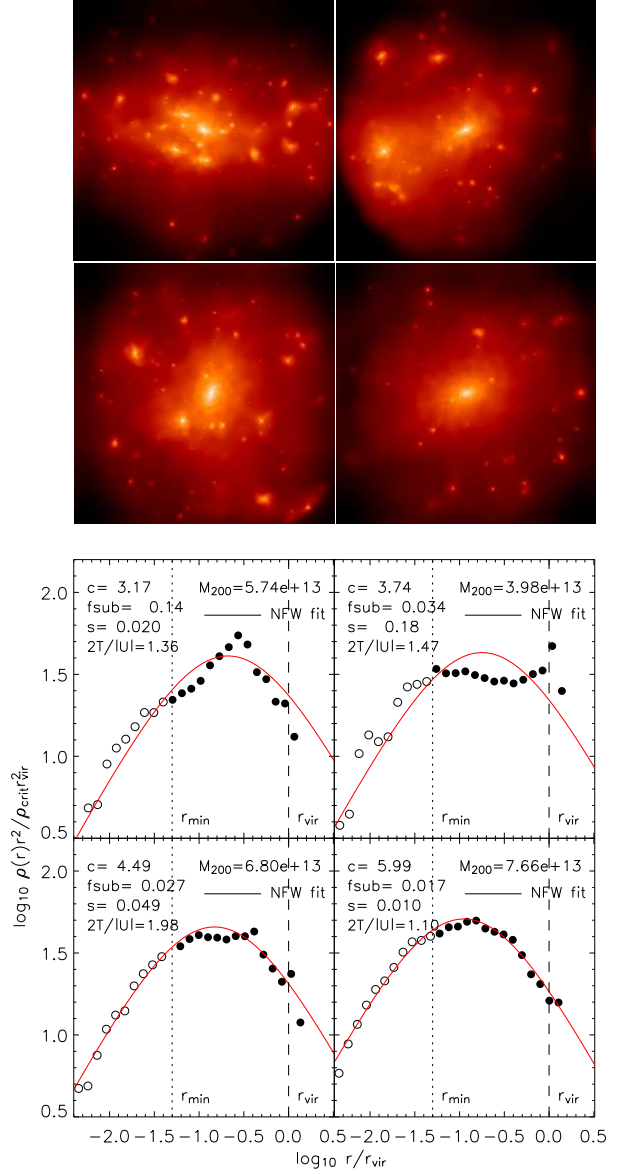 c= 3.17 M200=5.74e+13
fsub= 0.14 NFW fit
s= 0.020
2T/|U|=1.36
rmin rvir
c= 3.74 M200=3.98e+13
fsub= 0.034 NFW fit
s= 0.18
2T/|U|=1.47
rmin rvir
2.0
1.5
1.0
0.5
c= 4.49 M200=6.80e+13
fsub= 0.027 NFW fit
s= 0.049
2T/|U|=1.98
rmin rvir
c= 5.99 M200=7.66e+13
fsub= 0.017 NFW fit
s= 0.010
2T/|U|=1.10
rmin rvir
2.0
1.5
1.0
0.5
log10 ρ(r)r2/ρcritr2vir
−2.0 −1.5 −1.0 −0.5 0.0 0.5 −2.0 −1.5 −1.0 −0.5 0.0 0.5
log10 r/rvir